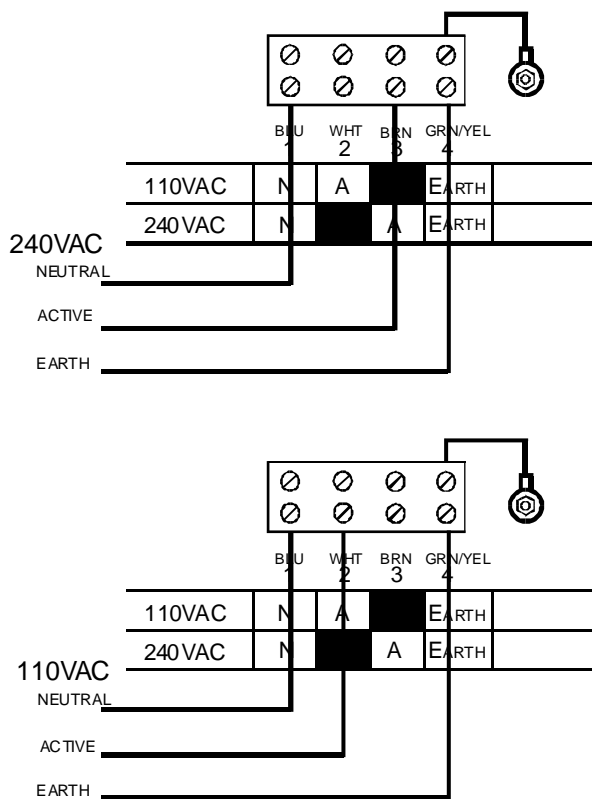 BLU WHT BRN GRN/YEL
1 2 3 4
110VAC N A EARTH
240VAC N A EARTH
240VAC
NEUTRAL
ACTIVE
EARTH
BLU WHT BRN GRN/YEL
1 2 3 4
110VAC N A EARTH
240VAC N A EARTH
110VAC
NEUTRAL
ACTIVE
EARTH